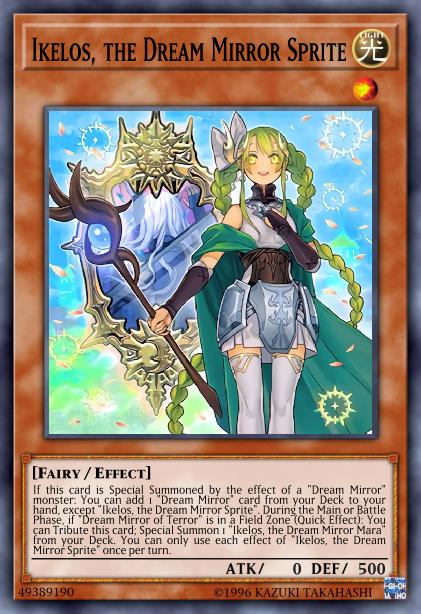 Ikelos, the Dream Mirror Sprite
LIGHT
光
[Fairy / Effect]
If this card is Special Summoned by the effect of a "Dream Mirror"
monster: You can add 1 "Dream Mirror" card from your Deck to your
hand, except "Ikelos, the Dream Mirror Sprite". During the Main or Battle
Phase, if "Dream Mirror of Terror" is in a Field Zone (Quick Effect): You
can Tribute this card; Special Summon 1 "Ikelos, the Dream Mirror Mara"
from your Deck. You can only use each effect of "Ikelos, the Dream
Mirror Sprite" once per turn.
ATK/ 0 DEF/ 500
49389190
©1996 KAZUKI TAKAHASHI